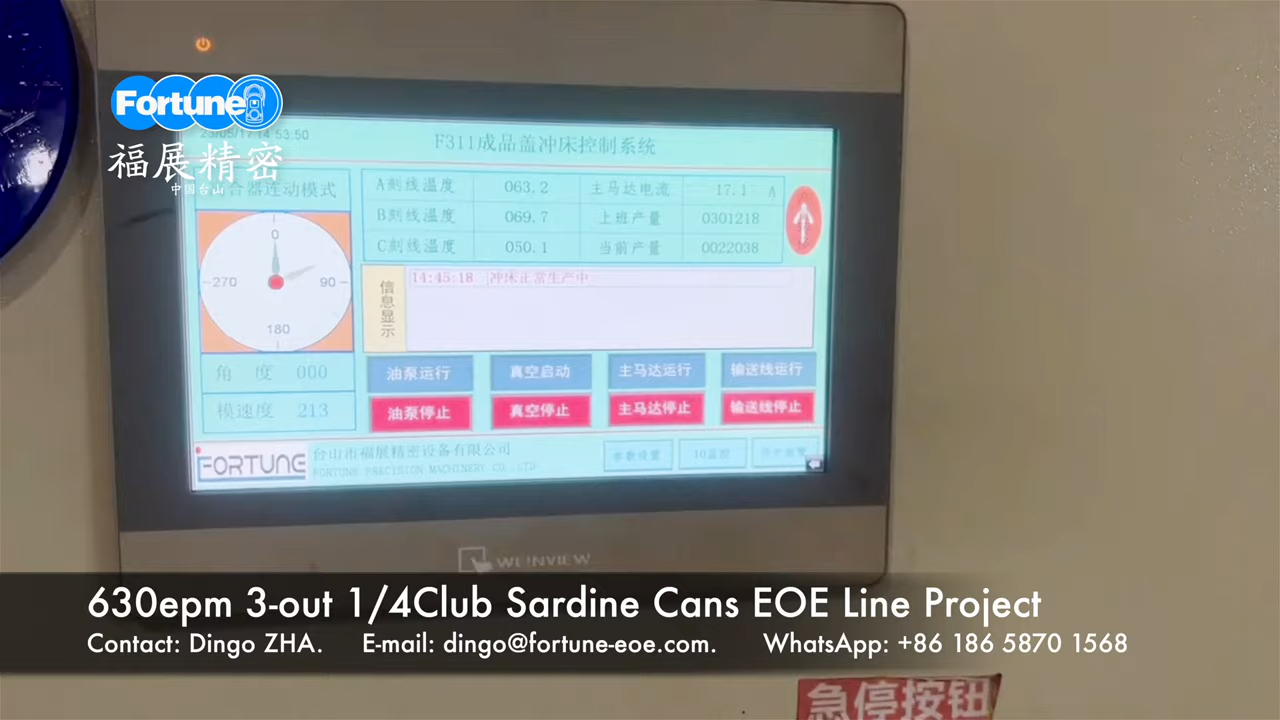 Fortune
福展精密
中国台山
14:53:50
F311成品盖冲床控制系统
合器连动模式
0
90
180
270
角 度 000
模速度 213
A刻线温度 063.2 主马达电流 17.1 A
B刻线温度 069.7 上班产量 0301218
C刻线温度 050.1 当前产量 0022038
信息显示
14:45:18 冲床正常生产中
油泵运行 真空启动 主马达运行 输送线运行
油泵停止 真空停止 主马达停止 输送线停止
FORTUNE
台山市福展精密设备有限公司
FORTUNE PRECISION MACHINERY CO.,LTD
参数设置 IO监控
WEINVIEW
630epm 3-out 1/4Club Sardine Cans EOE Line Project
Contact: Dingo ZHA. E-mail: dingo@fortune-eoe.com. WhatsApp: +86 186 5870 1568
急停按钮